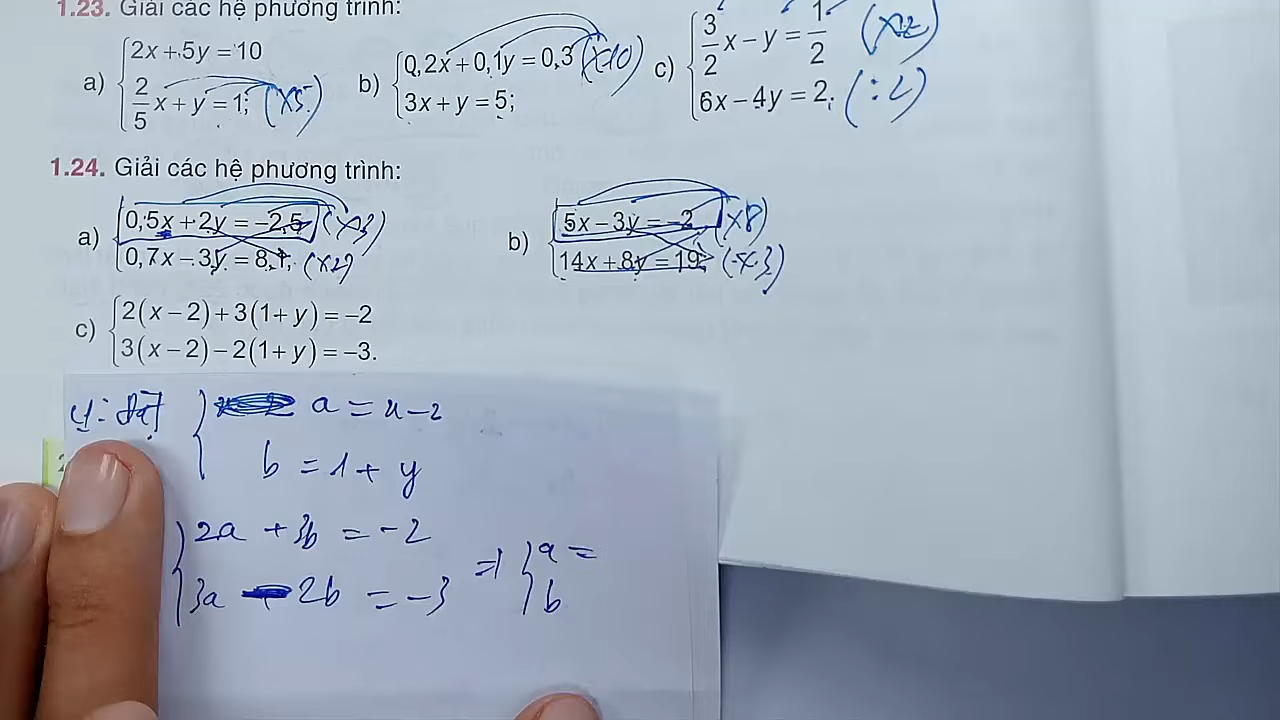 1.23. Giải các hệ phương trình:
a) {2x + 5y = 10
2/5 x + y = 1; (x5)
b) {0,2x + 0,1y = 0,3 (x10)
3x + y = 5;
c) {3/2 x − y = 1/2 (x2)
6x − 4y = 2. (:2)
1.24. Giải các hệ phương trình:
a) {0,5x + 2y = −2,5 (x3)
0,7x − 3y = 8,1; (x2)
b) {5x − 3y = −2 (x8)
14x + 8y = 19; (x3)
c) {2(x − 2) + 3(1 + y) = −2
3(x − 2) − 2(1 + y) = −3.
Đặt { a = x − 2
b = 1 + y
{2a + 3b = −2
3a − 2b = −3
⇒ {a =
b